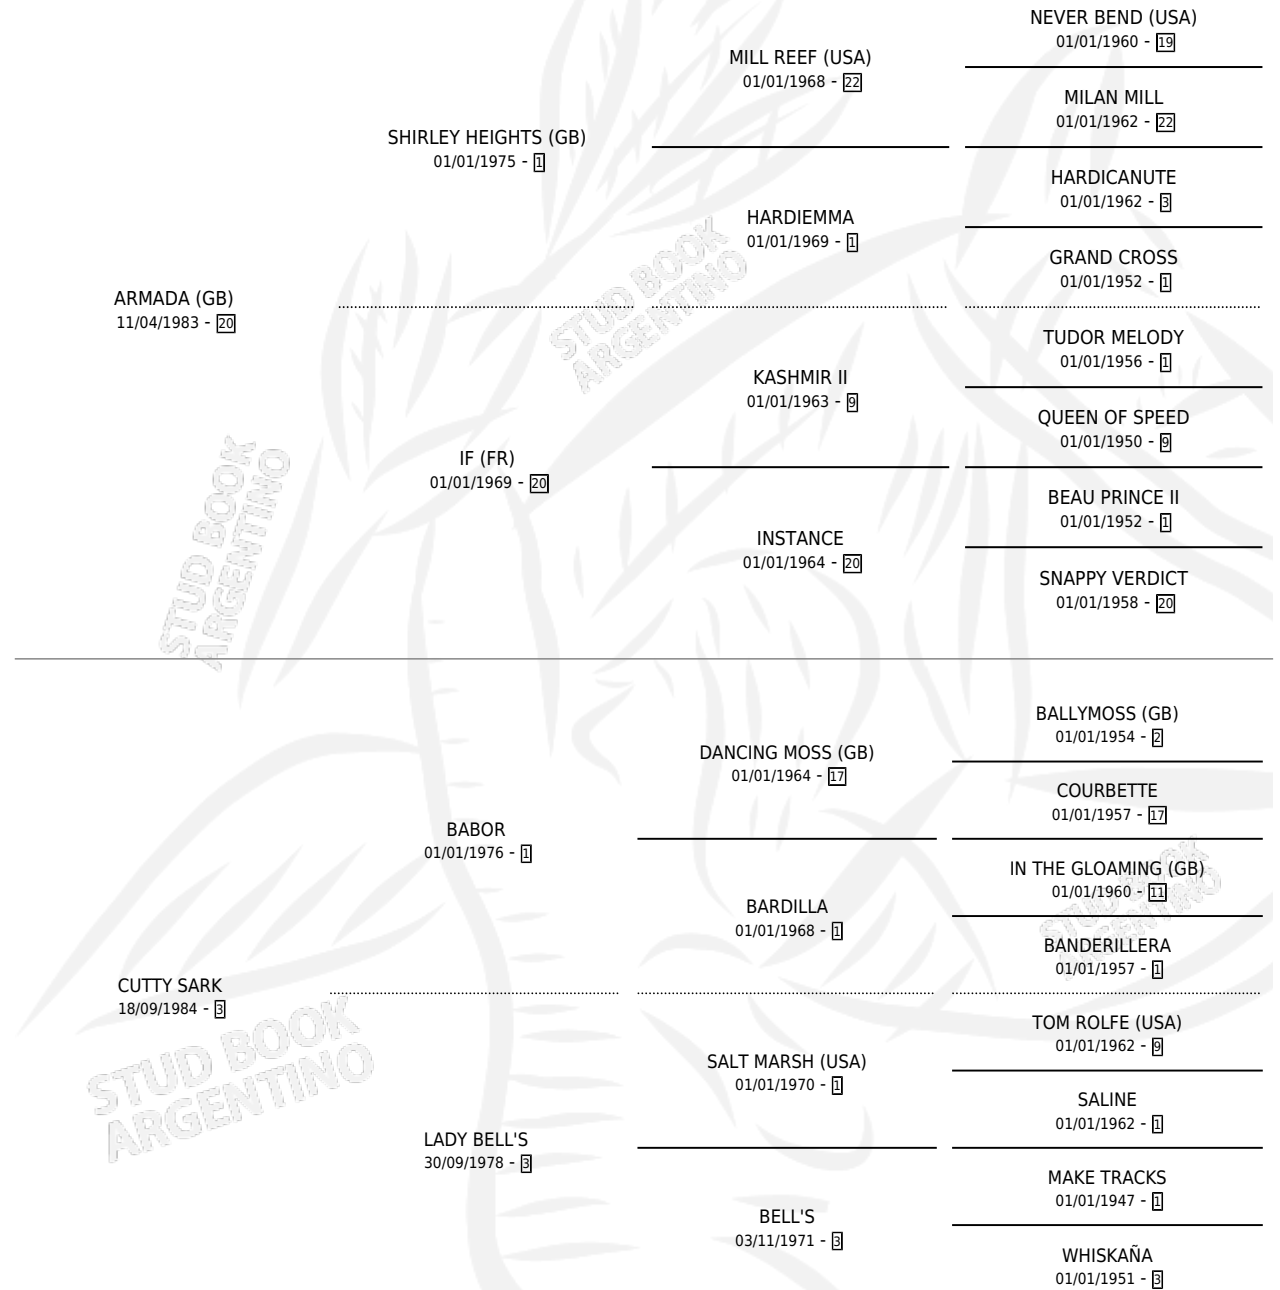 NEVER BEND (USA)
01/01/1960 - 19
MILL REEF (USA)
01/01/1968 - 22
MILAN MILL
01/01/1962 - 22
SHIRLEY HEIGHTS (GB)
01/01/1975 - 1
HARDICANUTE
01/01/1962 - 3
HARDIEMMA
01/01/1969 - 1
GRAND CROSS
01/01/1952 - 1
ARMADA (GB)
11/04/1983 - 20
TUDOR MELODY
01/01/1956 - 1
KASHMIR II
01/01/1963 - 9
QUEEN OF SPEED
01/01/1950 - 9
IF (FR)
01/01/1969 - 20
BEAU PRINCE II
01/01/1952 - 1
INSTANCE
01/01/1964 - 20
SNAPPY VERDICT
01/01/1958 - 20
BALLYMOSS (GB)
01/01/1954 - 2
DANCING MOSS (GB)
01/01/1964 - 17
COURBETTE
01/01/1957 - 17
BABOR
01/01/1976 - 1
IN THE GLOAMING (GB)
01/01/1960 - 11
BARDILLA
01/01/1968 - 1
BANDERILLERA
01/01/1957 - 1
CUTTY SARK
18/09/1984 - 3
TOM ROLFE (USA)
01/01/1962 - 9
SALT MARSH (USA)
01/01/1970 - 1
SALINE
01/01/1962 - 1
LADY BELL'S
30/09/1978 - 3
MAKE TRACKS
01/01/1947 - 1
BELL'S
03/11/1971 - 3
WHISKAÑA
01/01/1951 - 3
STUD BOOK
ARGENTINO
STUD BOOK
ARGENTINO
STUD BOOK
ARGENTINO
STUD BOOK
ARGENTINO